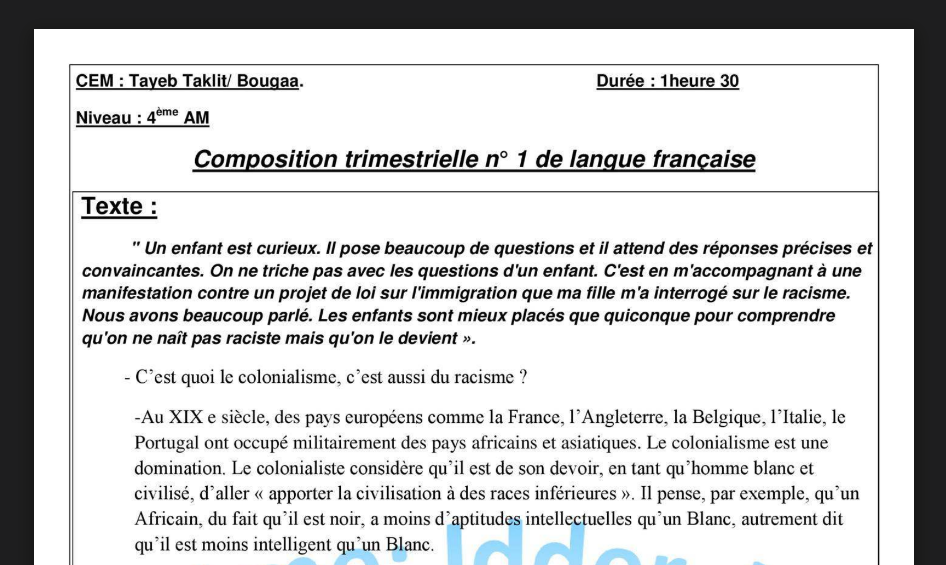 CEM : Tayeb Taklit/ Bougaa. Durée : 1heure 30
Niveau : 4ème AM
Composition trimestrielle n° 1 de langue française
Texte :
" Un enfant est curieux. Il pose beaucoup de questions et il attend des réponses précises et
convaincantes. On ne triche pas avec les questions d'un enfant. C'est en m'accompagnant à une
manifestation contre un projet de loi sur l'immigration que ma fille m'a interrogé sur le racisme.
Nous avons beaucoup parlé. Les enfants sont mieux placés que quiconque pour comprendre
qu'on ne naît pas raciste mais qu'on le devient ».
- C’est quoi le colonialisme, c’est aussi du racisme ?
-Au XIX e siècle, des pays européens comme la France, l’Angleterre, la Belgique, l’Italie, le
Portugal ont occupé militairement des pays africains et asiatiques. Le colonialisme est une
domination. Le colonialiste considère qu’il est de son devoir, en tant qu’homme blanc et
civilisé, d’aller « apporter la civilisation à des races inférieures ». Il pense, par exemple, qu’un
Africain, du fait qu’il est noir, a moins d’aptitudes intellectuelles qu’un Blanc, autrement dit
qu’il est moins intelligent qu’un Blanc.